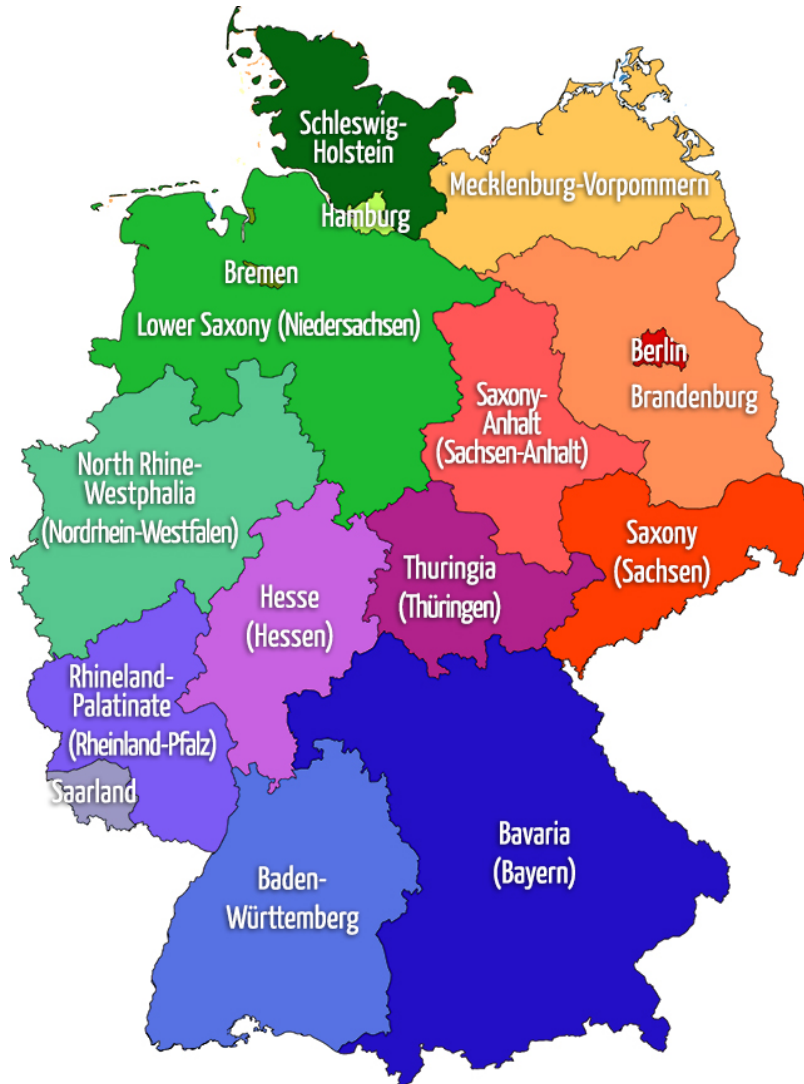 Schleswig-
Holstein
Mecklenburg-Vorpommern
Hamburg
Bremen
Lower Saxony (Niedersachsen)
Berlin
Brandenburg
Saxony-
Anhalt
(Sachsen-Anhalt)
North Rhine-
Westphalia
(Nordrhein-Westfalen)
Saxony
(Sachsen)
Thuringia
(Thüringen)
Hesse
(Hessen)
Rhineland-
Palatinate
(Rheinland-Pfalz)
Saarland
Bavaria
(Bayern)
Baden-
Württemberg